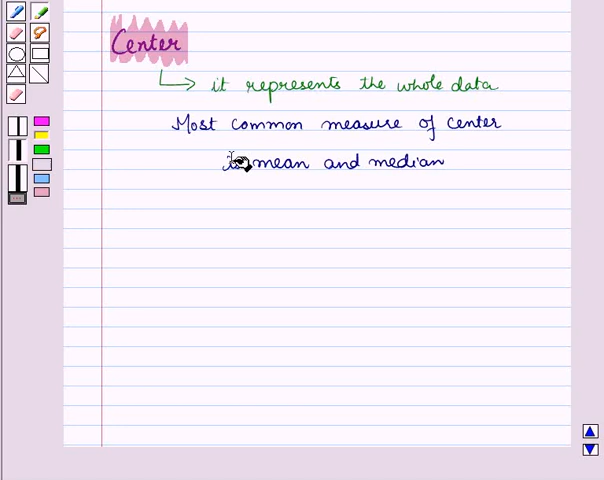 Center
it represents the whole data
Most common measure of center
mean and median